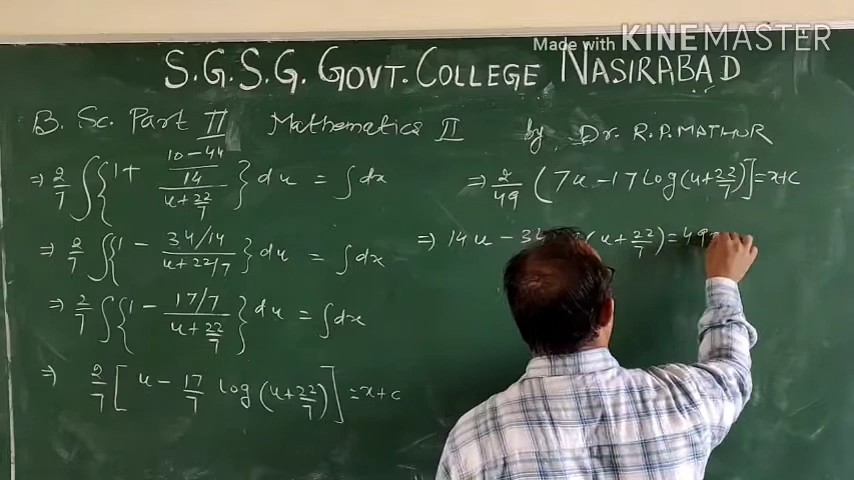 Made with KINEMASTER
S.G.S.G. GOVT. COLLEGE NASIRABAD
B. Sc. Part II Mathematics II by Dr. R.P. MATHUR
⇒ 2/7 ∫ { 1 + ((10-44)/14)/(u + 22/7) } du = ∫ dx
⇒ 2/7 ∫ { 1 - (34/14)/(u + 22/7) } du = ∫ dx
⇒ 2/7 ∫ { 1 - (17/7)/(u + 22/7) } du = ∫ dx
⇒ 2/7 [ u - 17/7 log (u + 22/7) ] = x + c
⇒ 2/49 ( 7u - 17 log (u + 22/7) ] = x + c
⇒ 14u - 34 (u + 22/7) = 49x